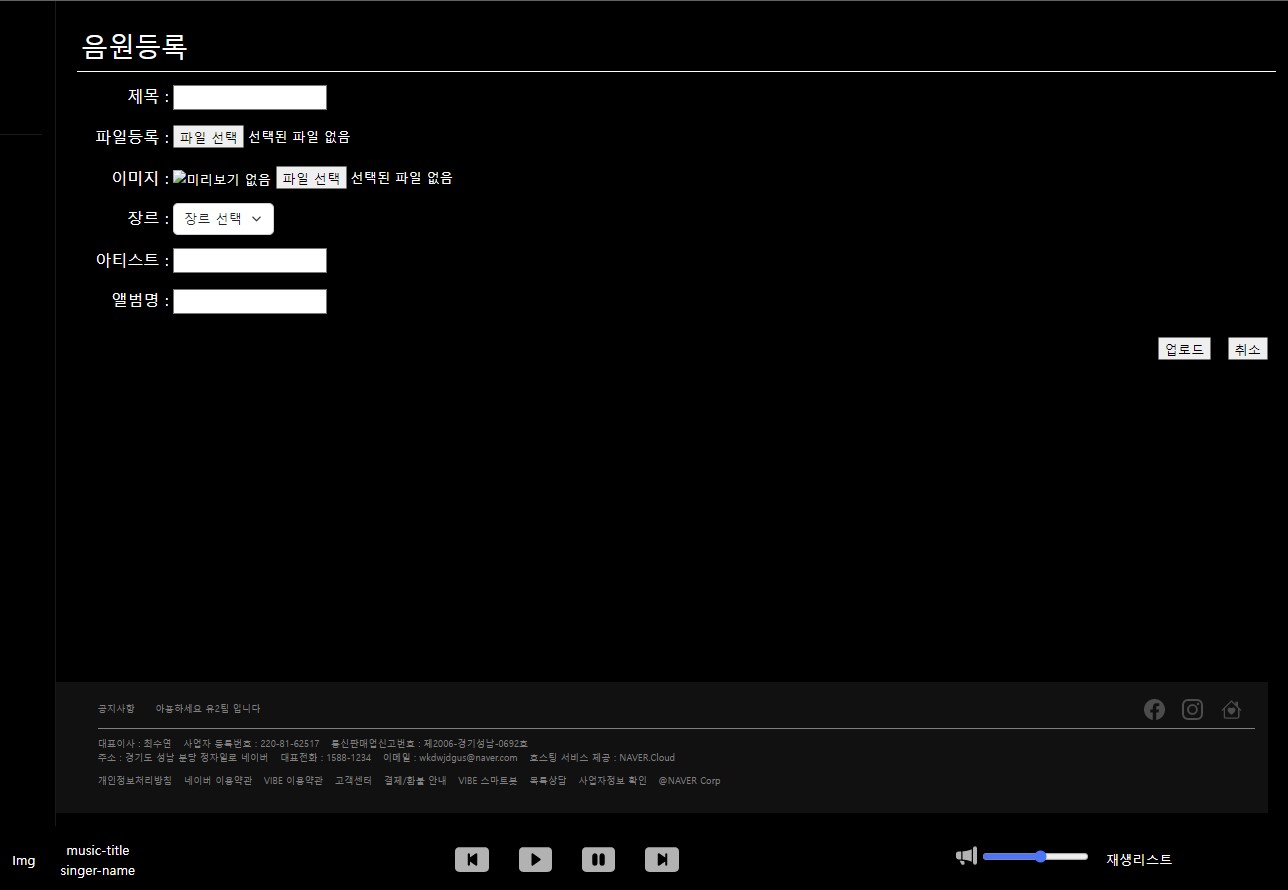 음원등록
제목 :
파일등록 : 파일 선택 선택된 파일 없음
이미지 : 미리보기 없음 파일 선택 선택된 파일 없음
장르 : 장르 선택
아티스트 :
앨범명 :
업로드 취소
공지사항 아뇽하세요 유2팀 입니다
대표이사 : 최수연 사업자 등록번호 : 220-81-62517 통신판매업신고번호 : 제2006-경기성남-0692호
주소 : 경기도 성남 분당 정자일로 네이버 대표전화 : 1588-1234 이메일 : wkdwjdgus@naver.com 호스팅 서비스 제공 : NAVER.Cloud
개인정보처리방침 네이버 이용약관 VIBE 이용약관 고객센터 결제/환불 안내 VIBE 스마트봇 목록상담 사업자정보 확인 @NAVER Corp
Img music-title
singer-name
재생리스트